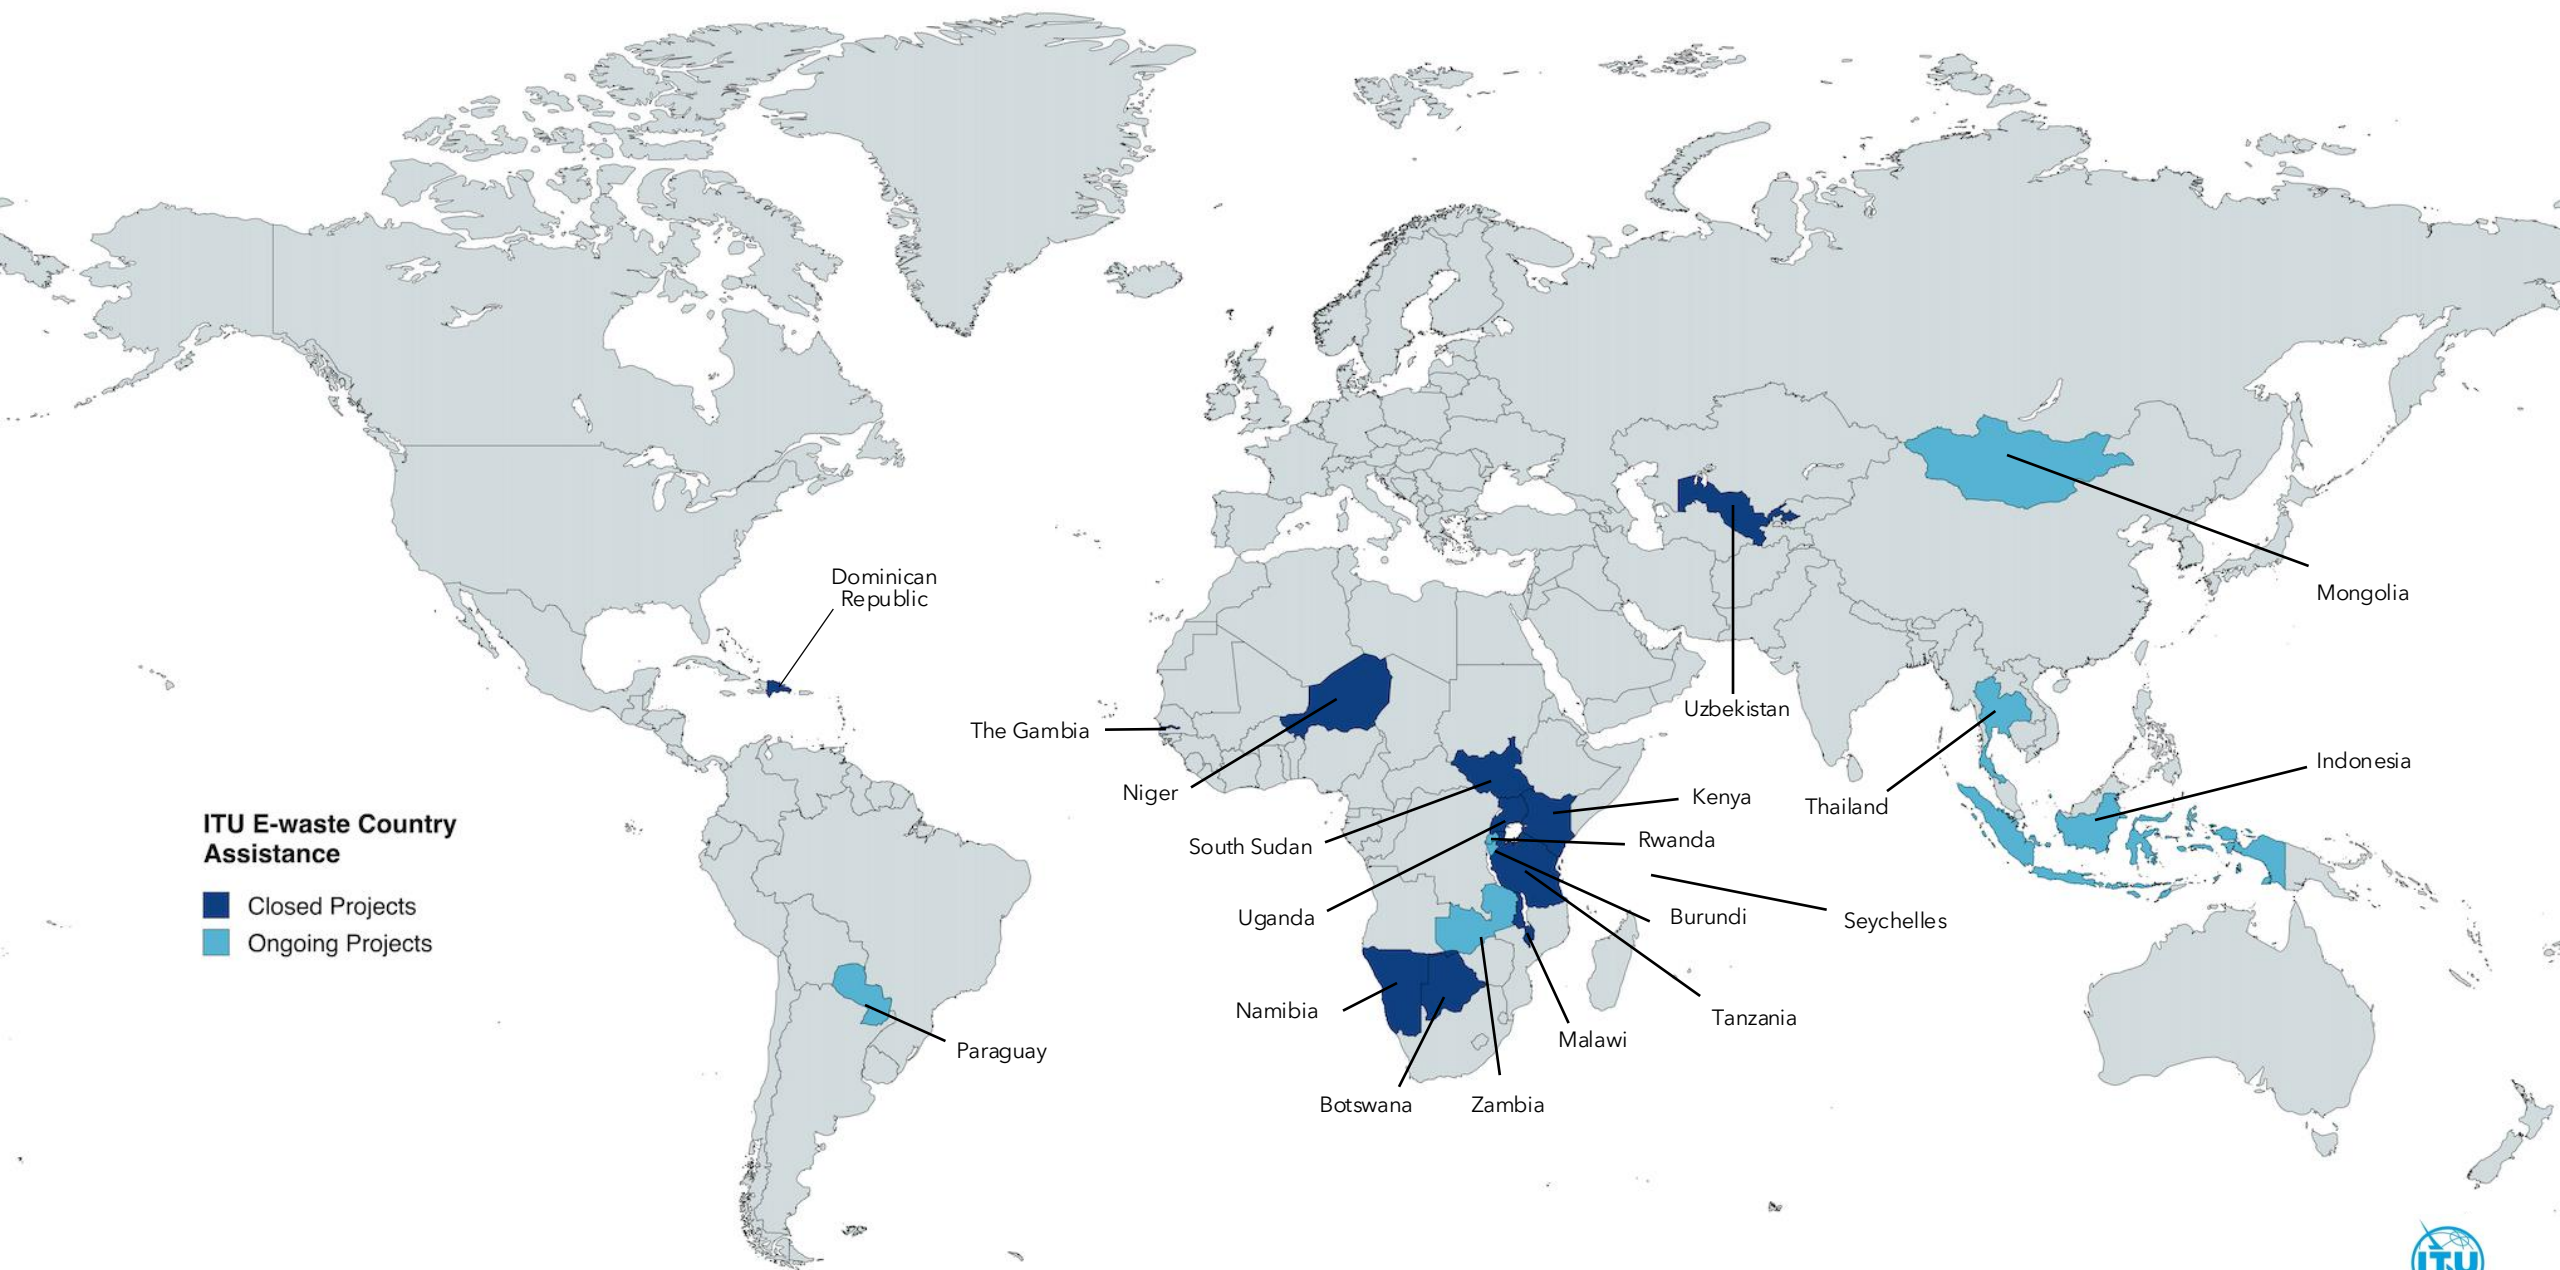 Dominican
Republic
Mongolia
Uzbekistan
The Gambia
Indonesia
Niger
Kenya
Thailand
ITU E-waste Country
Assistance
South Sudan
Rwanda
Closed Projects
Uganda
Burundi
Seychelles
Ongoing Projects
Namibia
Tanzania
Malawi
Paraguay
Botswana
Zambia
ITU